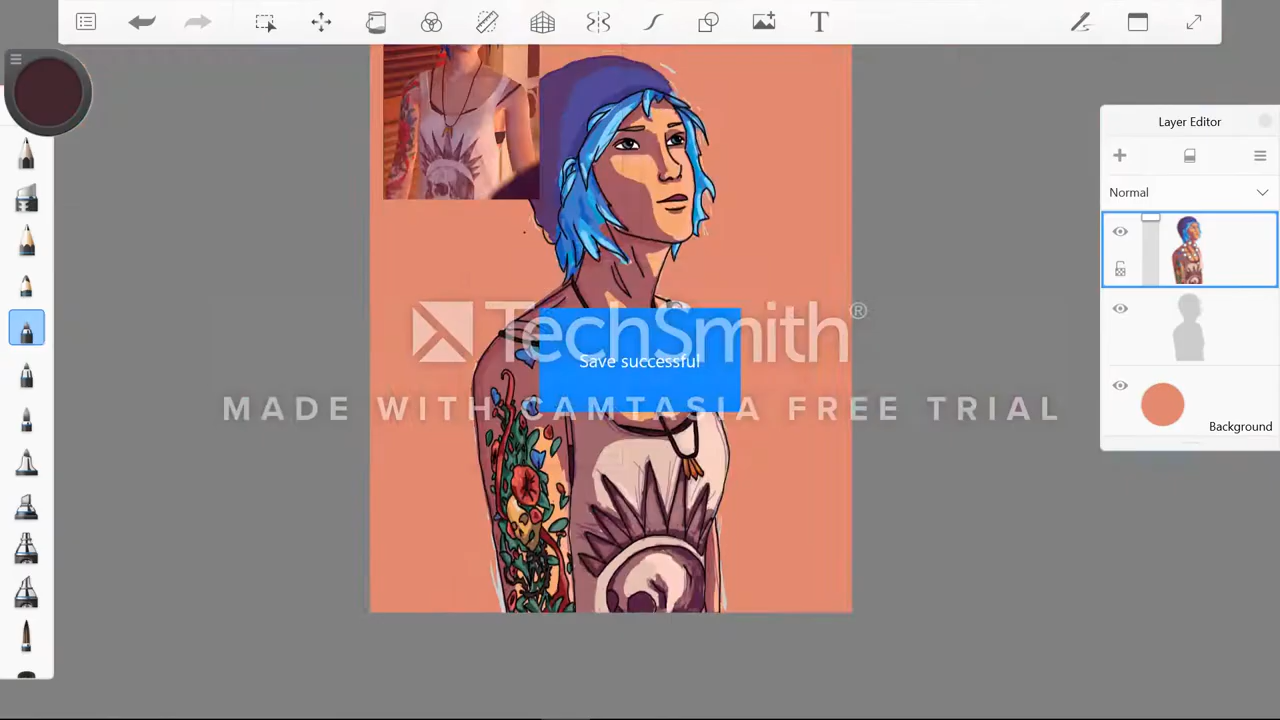 T
Layer Editor
Normal
TechSmith®
Save successful
MADE WITH CAMTASIA FREE TRIAL
Background